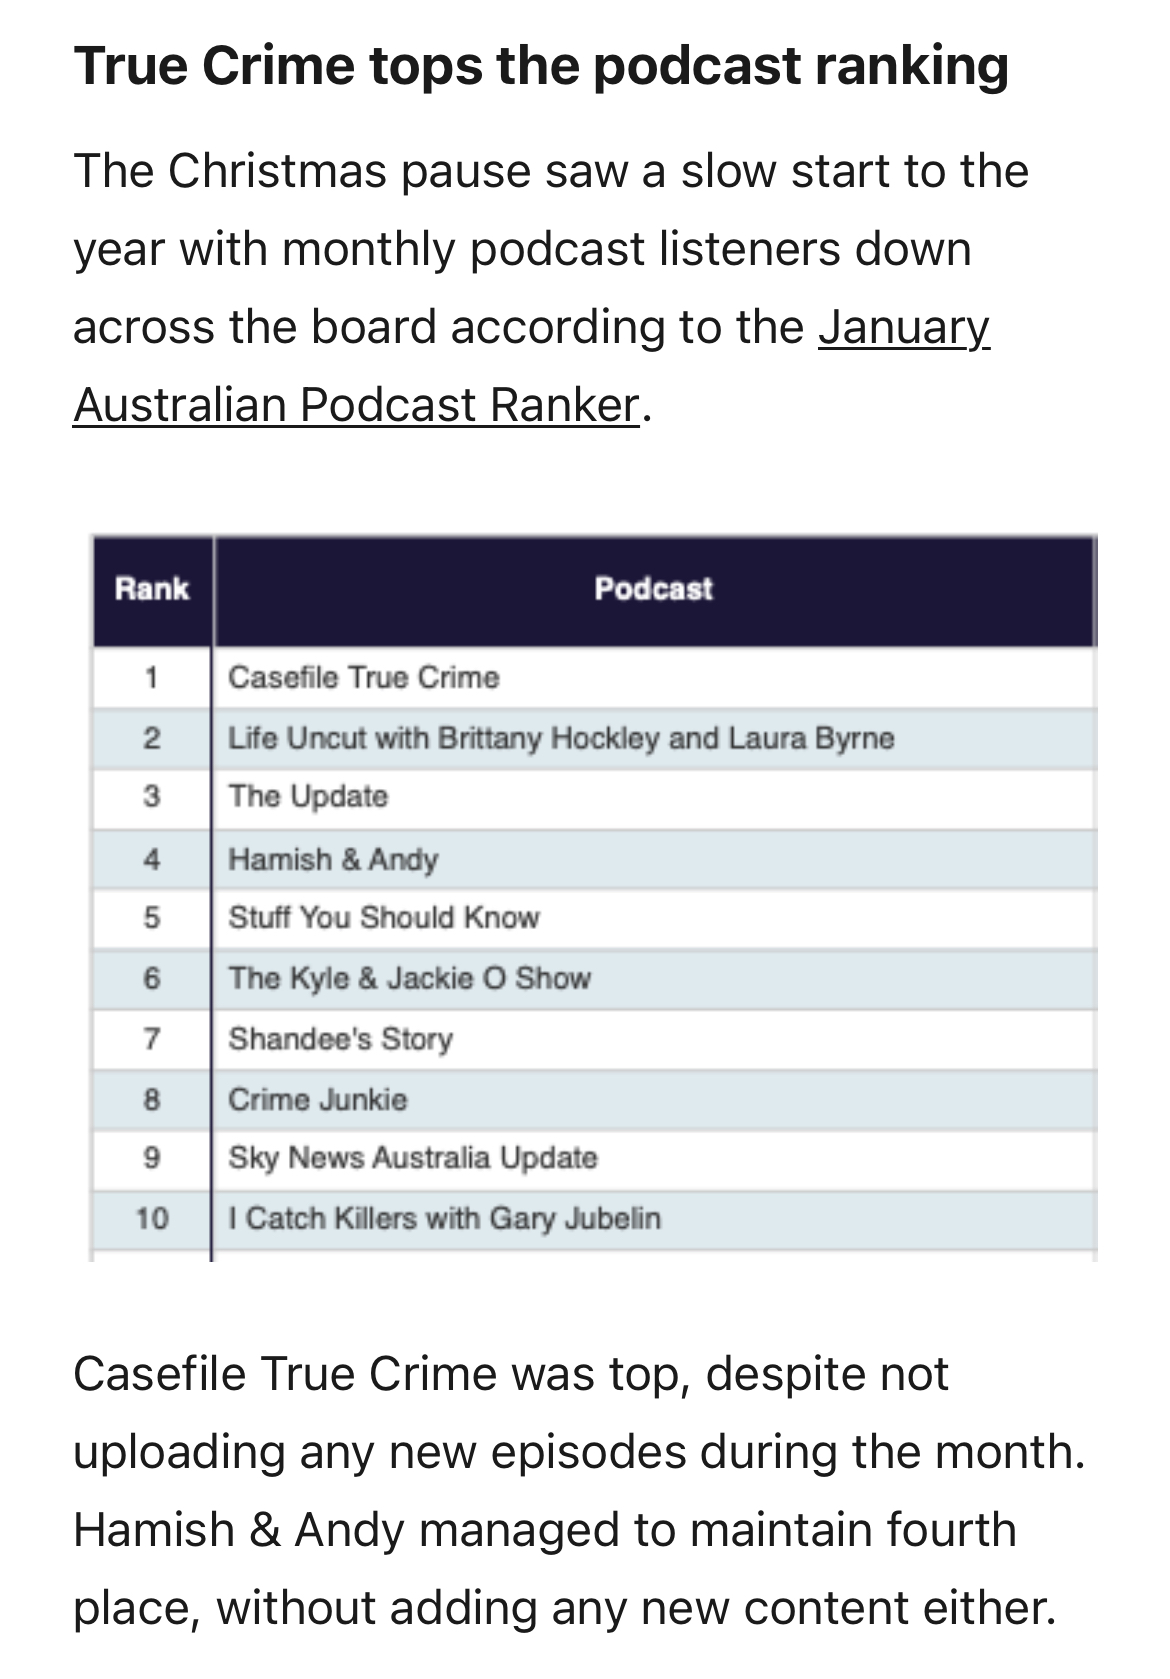 True Crime tops the podcast ranking
The Christmas pause saw a slow start to the
year with monthly podcast listeners down
across the board according to the January
Australian Podcast Ranker.
Rank Podcast
1 Casefile True Crime
2 Life Uncut with Brittany Hockley and Laura Byrne
3 The Update
4 Hamish & Andy
5 Stuff You Should Know
6 The Kyle & Jackie O Show
7 Shandee's Story
8 Crime Junkie
9 Sky News Australia Update
10 I Catch Killers with Gary Jubelin
Casefile True Crime was top, despite not
uploading any new episodes during the month.
Hamish & Andy managed to maintain fourth
place, without adding any new content either.